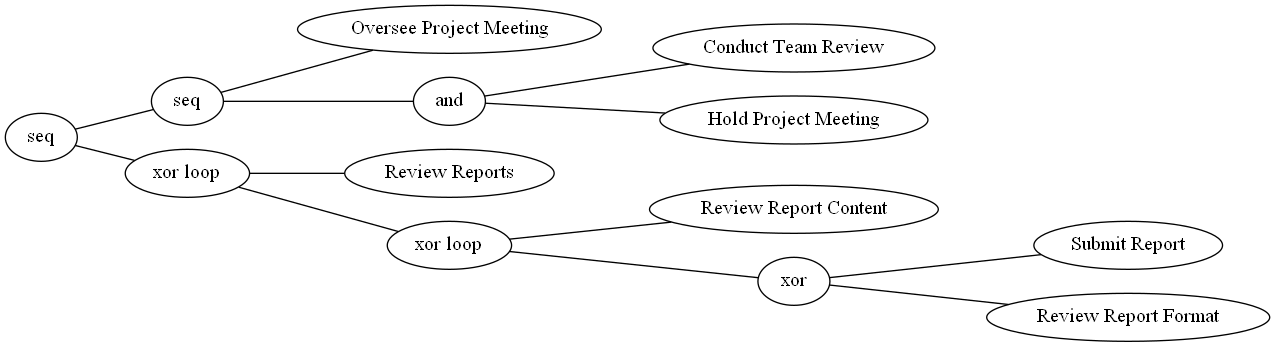 Oversee Project Meeting
Conduct Team Review
seq
and
Hold Project Meeting
seq
xor loop
Review Reports
Review Report Content
xor loop
Submit Report
xor
Review Report Format